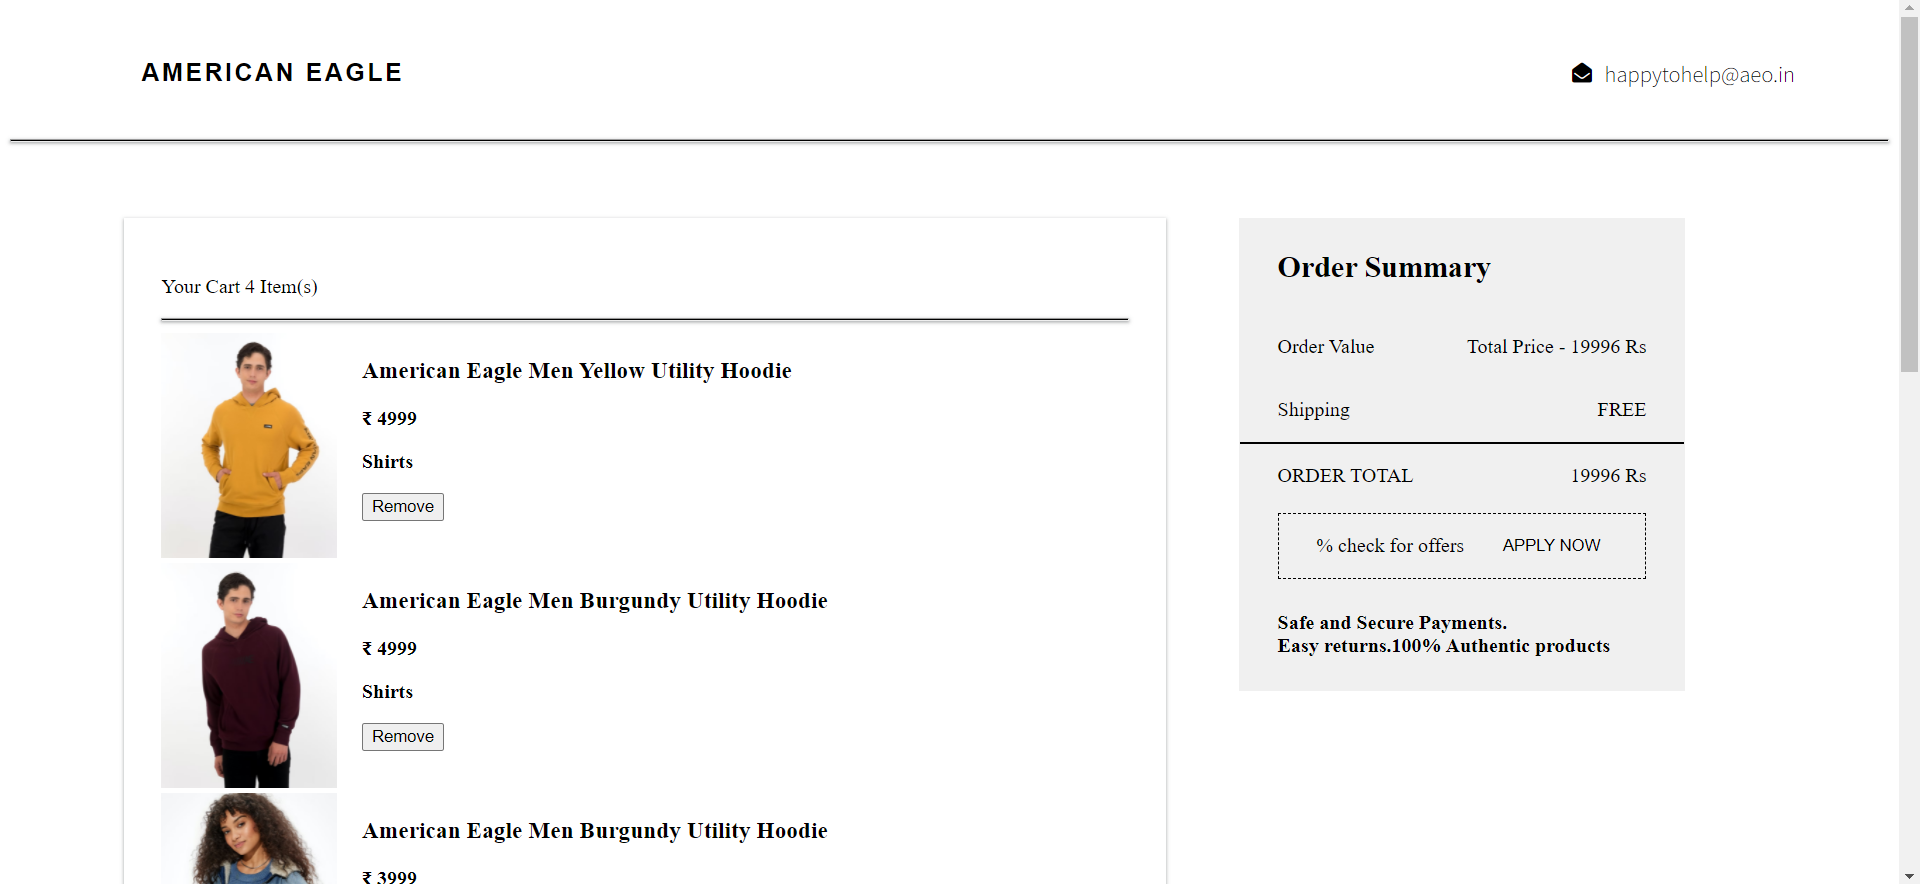 AMERICAN EAGLE
happytohelp@aeo.in
Your Cart 4 Item(s)
American Eagle Men Yellow Utility Hoodie
₹ 4999
Shirts
Remove
American Eagle Men Burgundy Utility Hoodie
₹ 4999
Shirts
Remove
American Eagle Men Burgundy Utility Hoodie
₹ 3999
Order Summary
Order Value Total Price - 19996 Rs
Shipping FREE
ORDER TOTAL 19996 Rs
% check for offers APPLY NOW
Safe and Secure Payments.
Easy returns.100% Authentic products